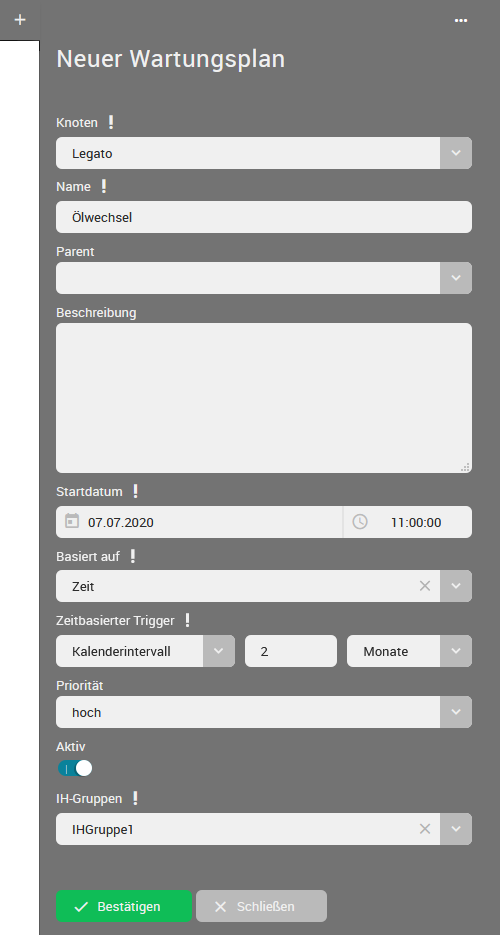 Neuer Wartungsplan
Knoten !
Legato
Name !
Ölwechsel
Parent
Beschreibung
Startdatum !
07.07.2020 11:00:00
Basiert auf !
Zeit
Zeitbasierter Trigger !
Kalenderintervall 2 Monate
Priorität
hoch
Aktiv
IH-Gruppen !
IHGruppe1
Bestätigen Schließen